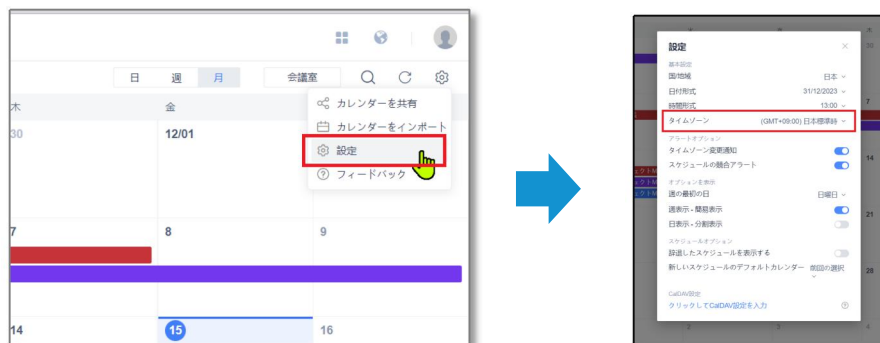 日 週 月 会議室
木 金
カレンダーを共有
30 12/01
カレンダーをインポート
設定
フィードバック
7 8 9
14 15 16
設定
基本設定
国/地域 日本
日付形式 31/12/2023
時間形式 13:00
タイムゾーン (GMT+09:00) 日本標準時
アラートオプション
タイムゾーン変更通知
スケジュールの競合アラート
オプションを表示
週の最初の日 日曜日
週表示 - 簡易表示
日表示 - 分割表示
スケジュールオプション
辞退したスケジュールを表示する
新しいスケジュールのデフォルトカレンダー 前回の選択
CalDAV設定
クリックしてCalDAV設定を入力
木
30
7
14
21
28
2 3 4